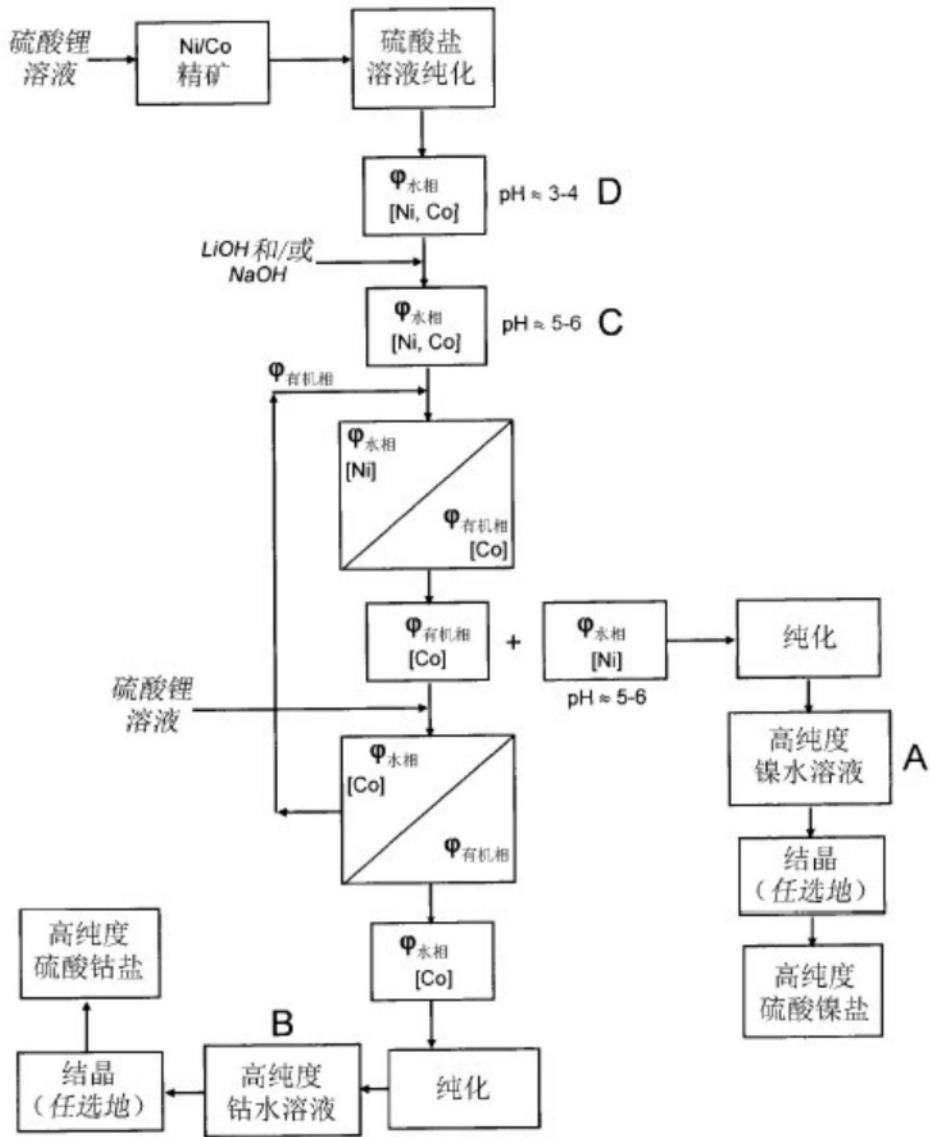 硫酸锂
溶液
Ni/Co
精矿
硫酸盐
溶液纯化
φ水相
[Ni, Co]
pH ≈ 3-4
D
LiOH 和/或
NaOH
φ水相
[Ni, Co]
pH ≈ 5-6
C
φ有机相
φ水相
[Ni]
φ有机相
[Co]
φ有机相
[Co]
+
φ水相
[Ni]
pH ≈ 5-6
纯化
硫酸锂
溶液
高纯度
镍水溶液
A
φ水相
[Co]
φ有机相
结晶
（任选地）
高纯度
硫酸镍盐
φ水相
[Co]
高纯度
硫酸钴盐
B
结晶
（任选地）
高纯度
钴水溶液
纯化